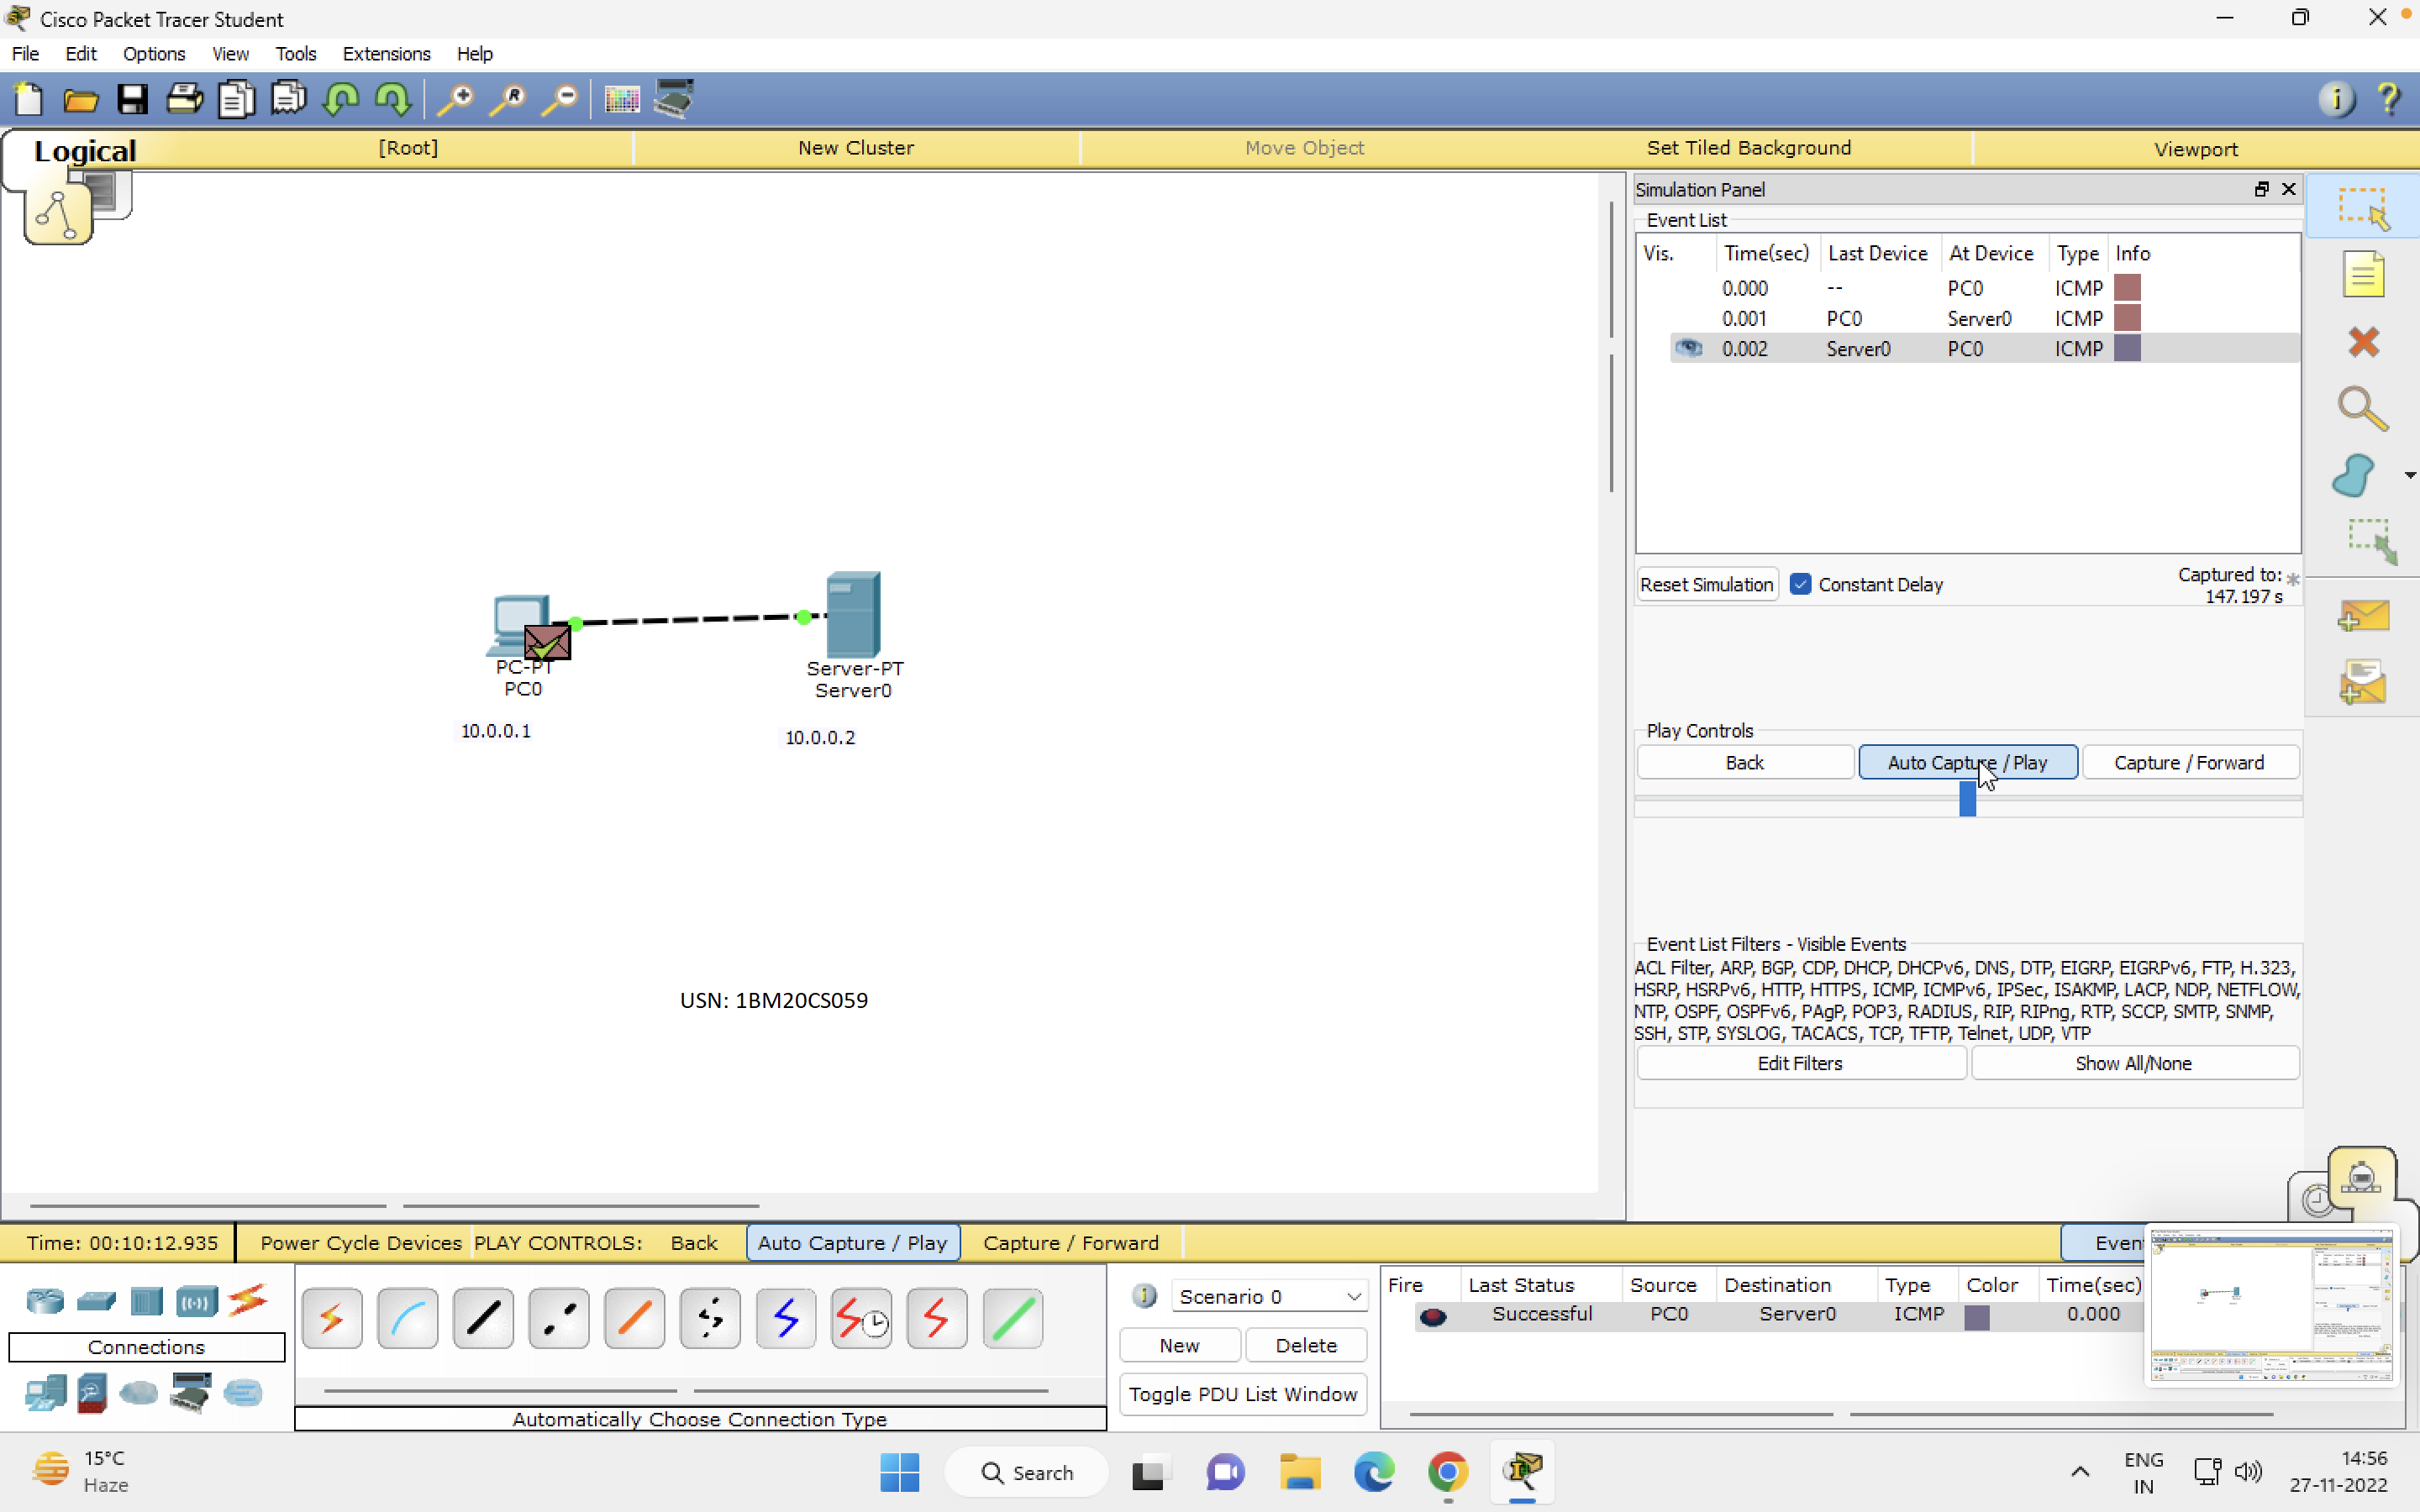 Cisco Packet Tracer Student
File Edit Options View Tools Extensions Help
Logical [Root] New Cluster Move Object Set Tiled Background Viewport
Simulation Panel
Event List
Vis. Time(sec) Last Device At Device Type Info
0.000 -- PC0 ICMP
0.001 PC0 Server0 ICMP
0.002 Server0 PC0 ICMP
Reset Simulation Constant Delay Captured to: *
147.197 s
PC-PT
PC0
10.0.0.1
Server-PT
Server0
10.0.0.2
USN: 1BM20CS059
Play Controls
Back Auto Capture / Play Capture / Forward
Event List Filters - Visible Events
ACL Filter, ARP, BGP, CDP, DHCP, DHCPv6, DNS, DTP, EIGRP, EIGRPv6, FTP, H.323,
HSRP, HSRPv6, HTTP, HTTPS, ICMP, ICMPv6, IPSec, ISAKMP, LACP, NDP, NETFLOW,
NTP, OSPF, OSPFv6, PAgP, POP3, RADIUS, RIP, RIPng, RTP, SCCP, SMTP, SNMP,
SSH, STP, SYSLOG, TACACS, TCP, TFTP, Telnet, UDP, VTP
Edit Filters Show All/None
Time: 00:10:12.935 Power Cycle Devices PLAY CONTROLS: Back Auto Capture / Play Capture / Forward Even
Connections
Automatically Choose Connection Type
Scenario 0
New Delete
Toggle PDU List Window
Fire Last Status Source Destination Type Color Time(sec)
Successful PC0 Server0 ICMP 0.000
15°C
Haze
Search
ENG
IN
14:56
27-11-2022